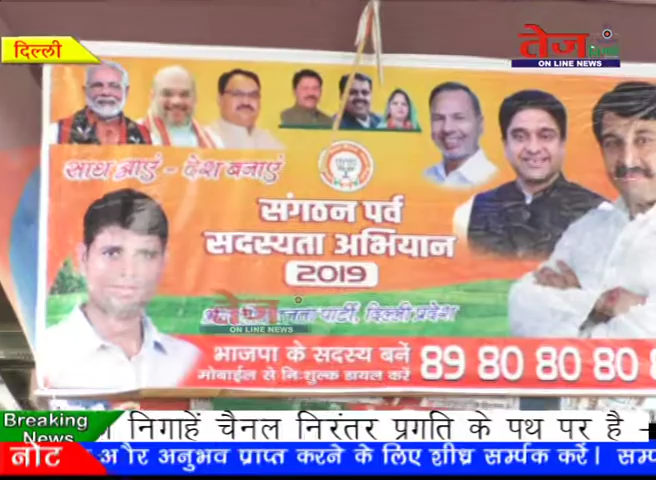 दिल्ली
तेज
ON LINE NEWS
साथ आएं - देश बनाएं
संगठन पर्व
सदस्यता अभियान
2019
तेज
ON LINE NEWS
पार्टी, दिल्ली प्रदेश
भाजपा के सदस्य बनें
मोबाईल से निःशुल्क डायल करें
89 80 80 80
Breaking
News
निगाहें चैनल निरंतर प्रगति के पथ पर है -
नोट
और अनुभव प्राप्त करने के लिए शीघ्र सर्म्पक करें। सम्प